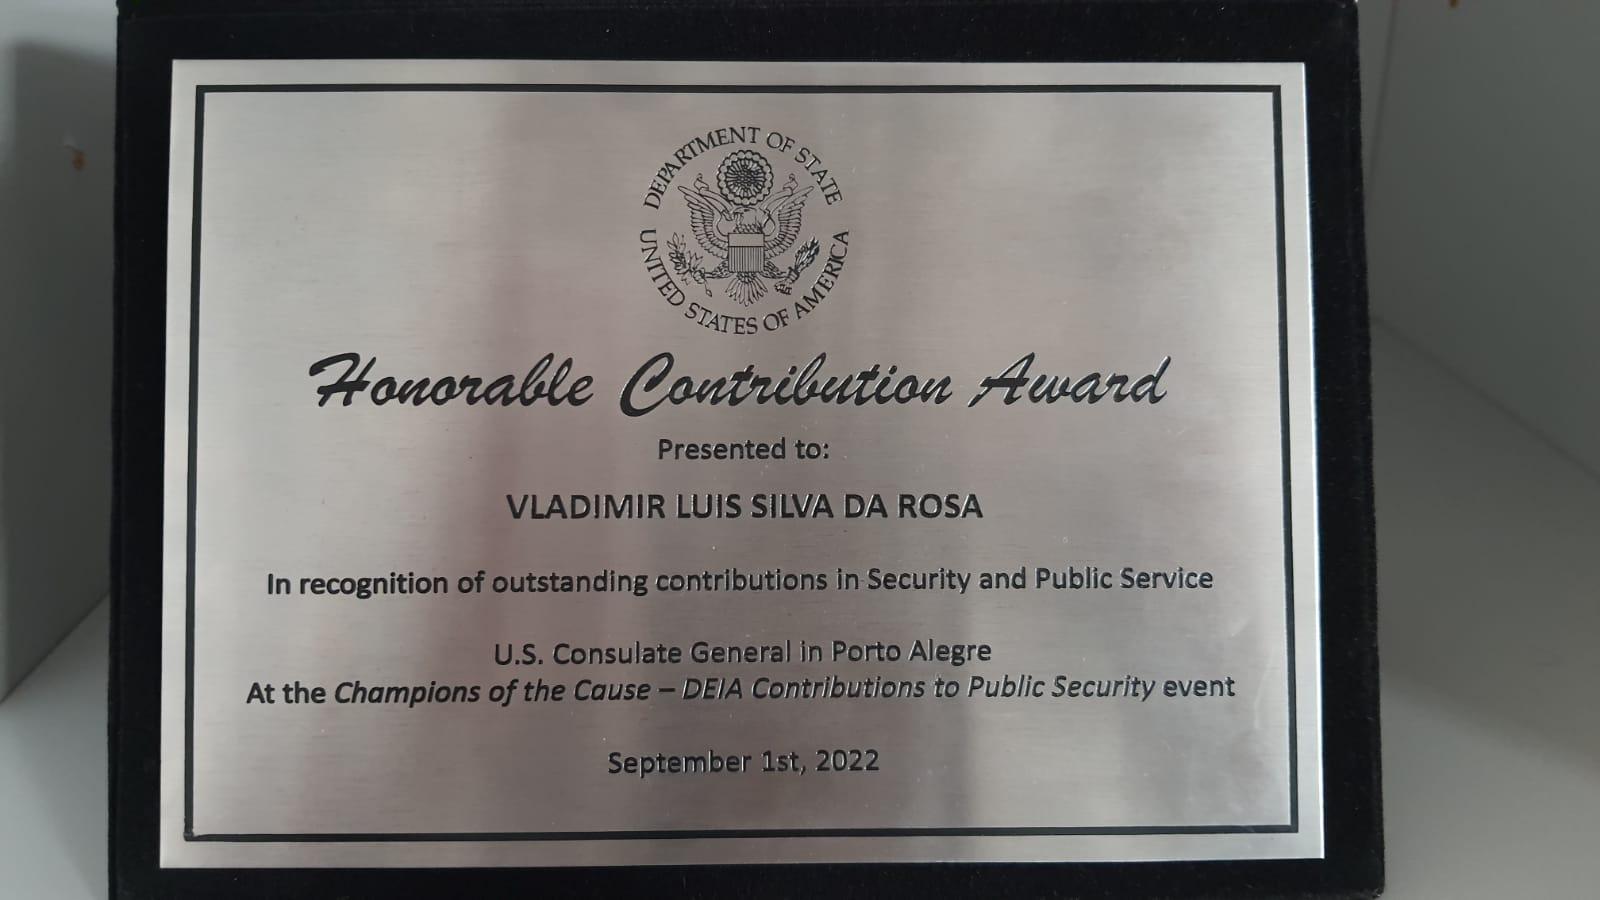 DEPARTMENT OF STATE
UNITED STATES OF AMERICA
Honorable Contribution Award
Presented to:
VLADIMIR LUIS SILVA DA ROSA
In recognition of outstanding contributions in Security and Public Service
U.S. Consulate General in Porto Alegre
At the Champions of the Cause – DEIA Contributions to Public Security event
September 1st, 2022